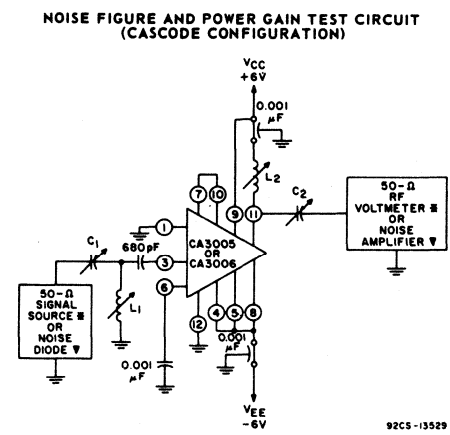 NOISE FIGURE AND POWER GAIN TEST CIRCUIT
(CASCODE CONFIGURATION)
VCC
+6V
0.001
μF
L2
C2
7
10
9
11
50-Ω
RF
VOLTMETER ※
OR
NOISE
AMPLIFIER ▼
1
CA3005
OR
CA3006
C1
680pF
3
6
L1
50-Ω
SIGNAL
SOURCE ※
OR
NOISE
DIODE ▼
12
4
5
8
0.001
μF
0.001
μF
VEE
-6V
92CS-13529